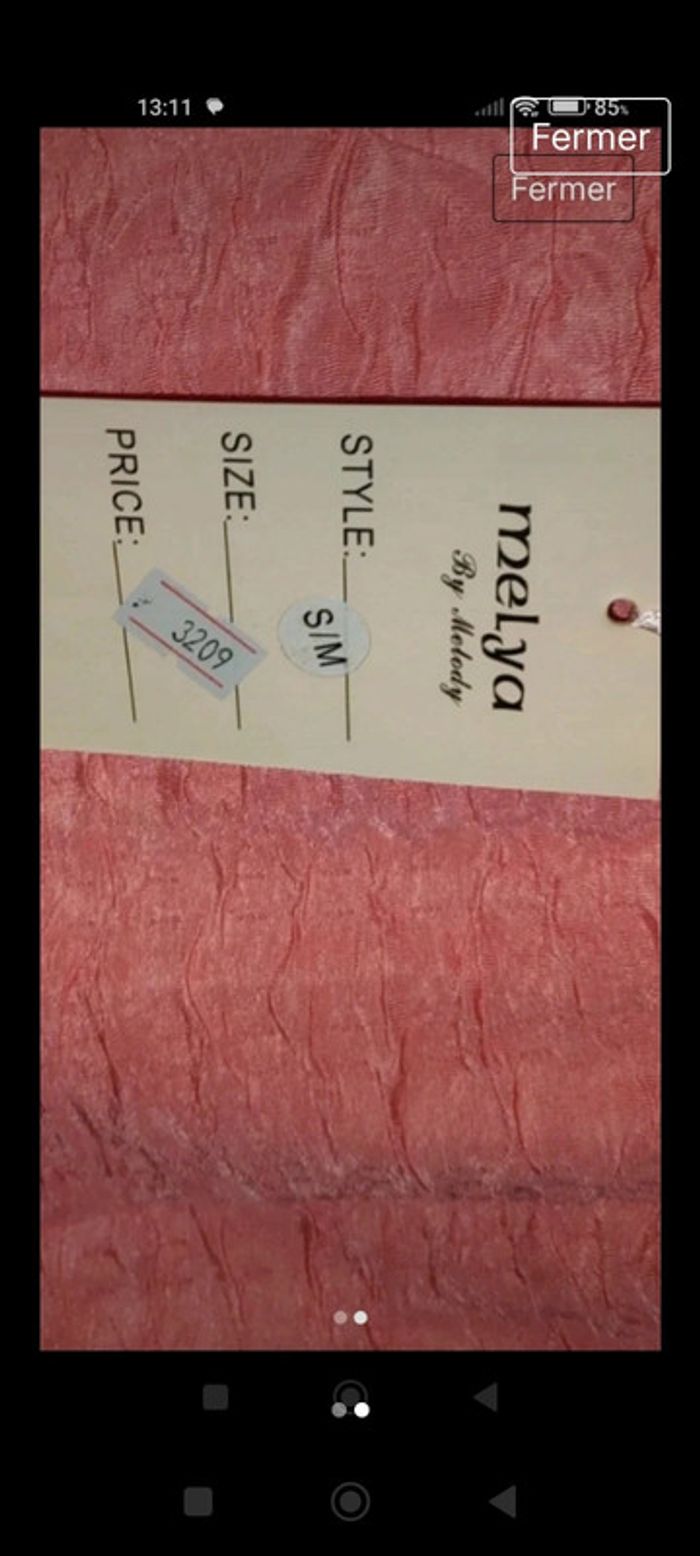 13:11
85%
Fermer
Fermer
melya
By Melody
STYLE:
S/M
SIZE:
3209
PRICE: